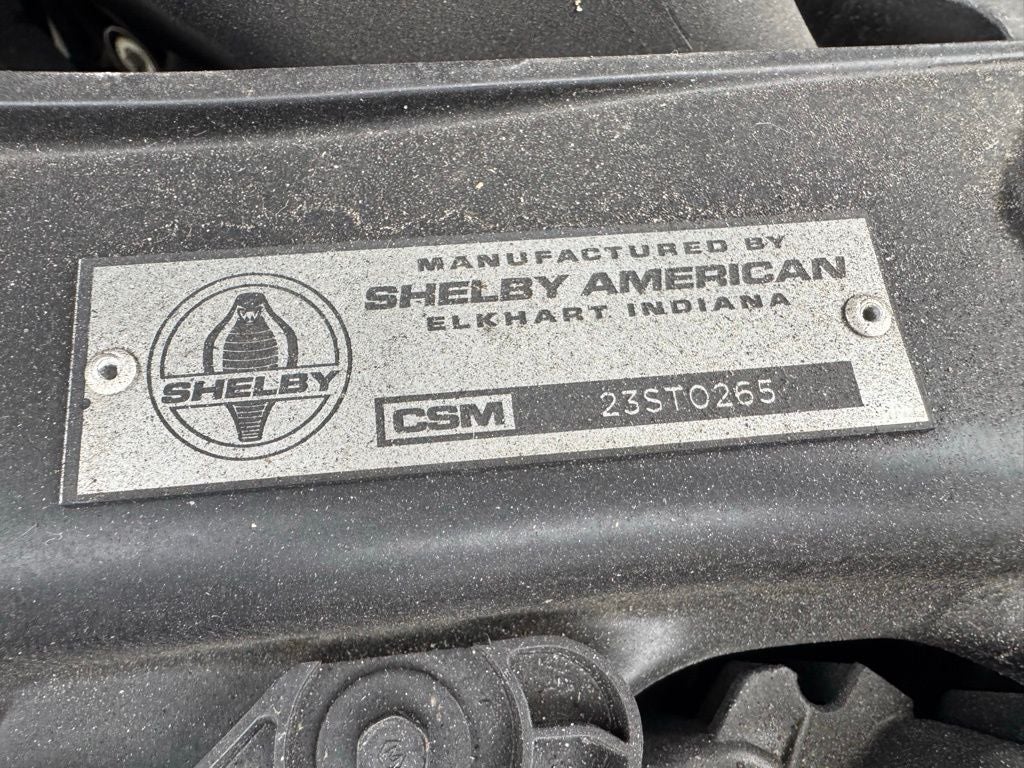 MANUFACTURED BY
SHELBY AMERICAN
ELKHART INDIANA
SHELBY
CSM 23ST0265